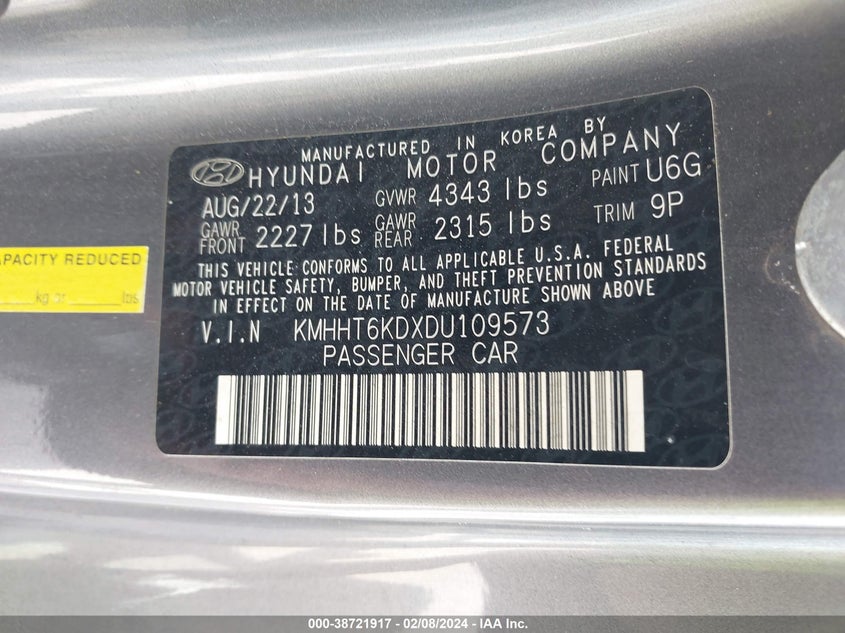 MANUFACTURED IN KOREA BY
HYUNDAI MOTOR COMPANY
AUG/22/13 GVWR 4343 lbs PAINT U6G
GAWR FRONT 2227 lbs GAWR REAR 2315 lbs TRIM 9P
THIS VEHICLE CONFORMS TO ALL APPLICABLE U.S.A. FEDERAL
MOTOR VEHICLE SAFETY, BUMPER, AND THEFT PREVENTION STANDARDS
IN EFFECT ON THE DATE OF MANUFACTURE SHOWN ABOVE
V.I.N KMHHT6KDXDU109573
PASSENGER CAR
APACITY REDUCED
kg or lbs
000-38721917 - 02/08/2024 - IAA Inc.